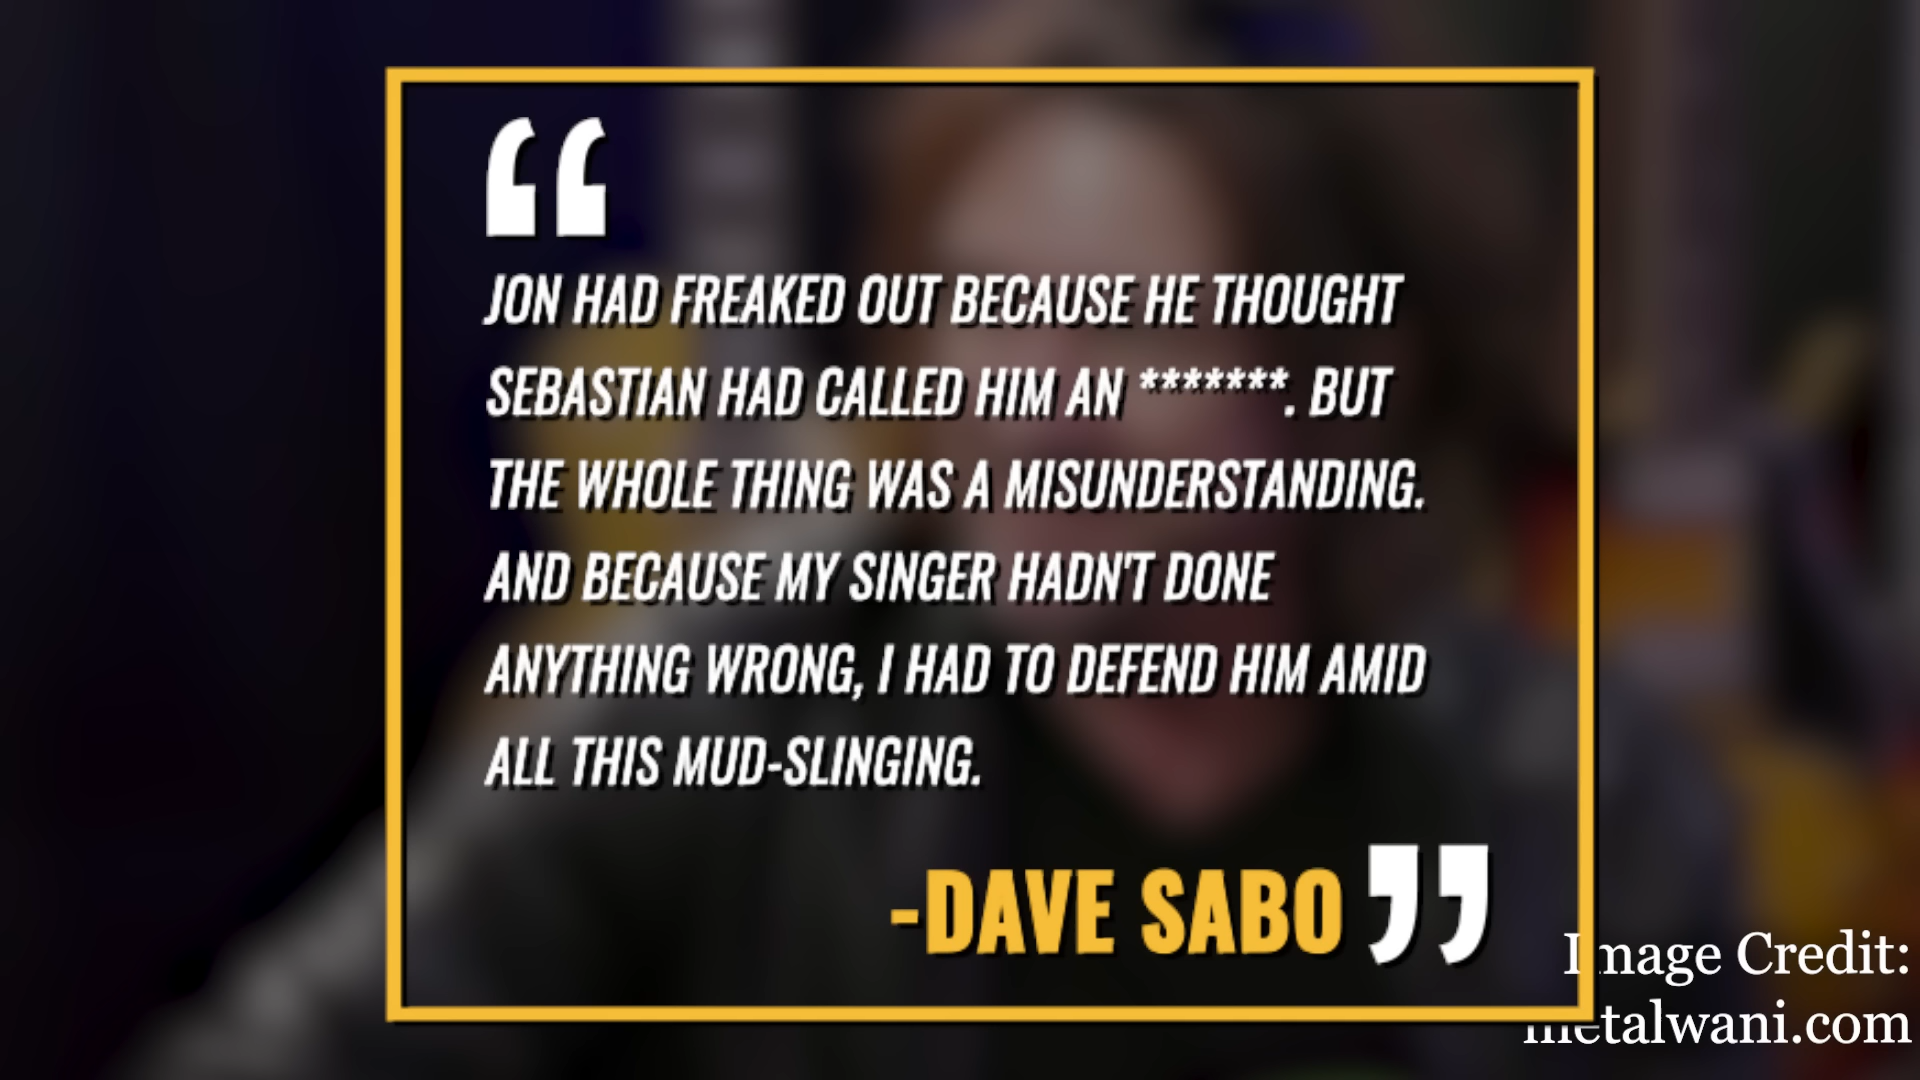 “
JON HAD FREAKED OUT BECAUSE HE THOUGHT
SEBASTIAN HAD CALLED HIM AN *******. BUT
THE WHOLE THING WAS A MISUNDERSTANDING.
AND BECAUSE MY SINGER HADN'T DONE
ANYTHING WRONG, I HAD TO DEFEND HIM AMID
ALL THIS MUD-SLINGING.
-DAVE SABO ”
Image Credit:
metalwani.com